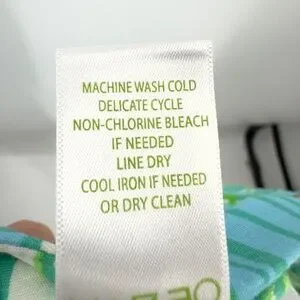 MACHINE WASH COLD
DELICATE CYCLE
NON-CHLORINE BLEACH
IF NEEDED
LINE DRY
COOL IRON IF NEEDED
OR DRY CLEAN